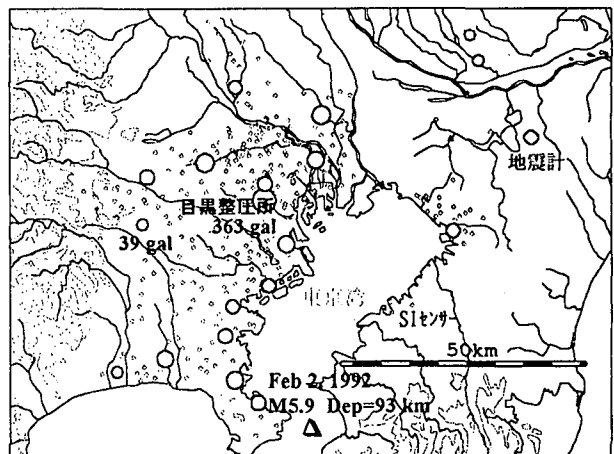 地震計
目黒整圧所
363 gal
39 gal
東京湾
SIセンサー
50km
Feb 2, 1992
M5.9 Dep=93 km